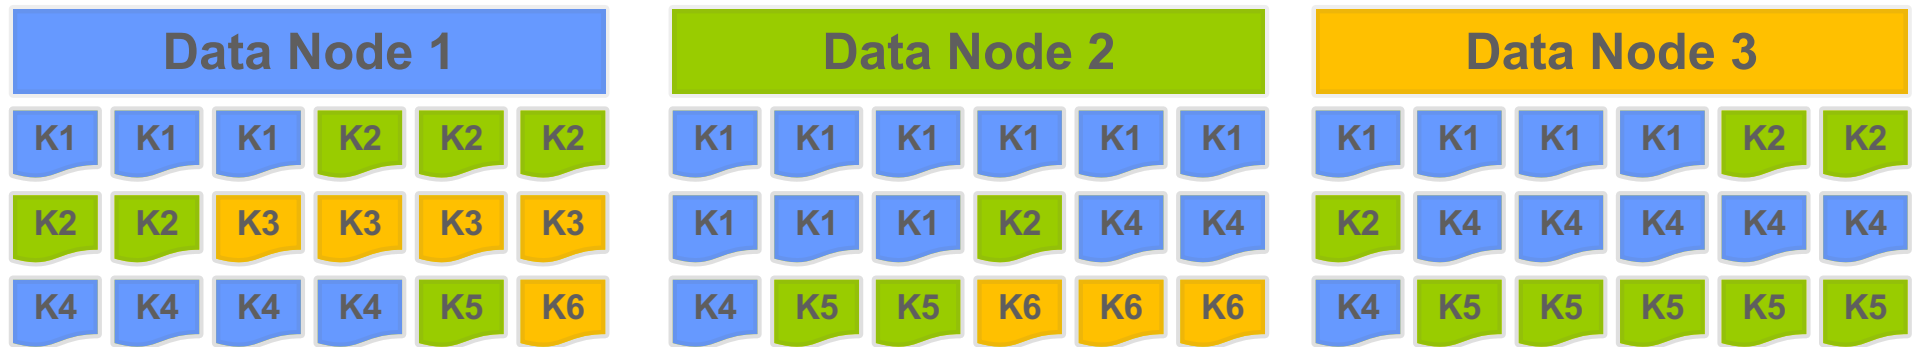 Data Node 1 Data Node 2 Data Node 3
K1 K1 K1 K2 K2 K2 K1 K1 K1 K1 K1 K1 K1 K1 K1 K1 K2 K2
K2 K2 K3 K3 K3 K3 K1 K1 K1 K2 K4 K4 K2 K4 K4 K4 K4 K4
K4 K4 K4 K4 K5 K6 K4 K5 K5 K6 K6 K6 K4 K5 K5 K5 K5 K5